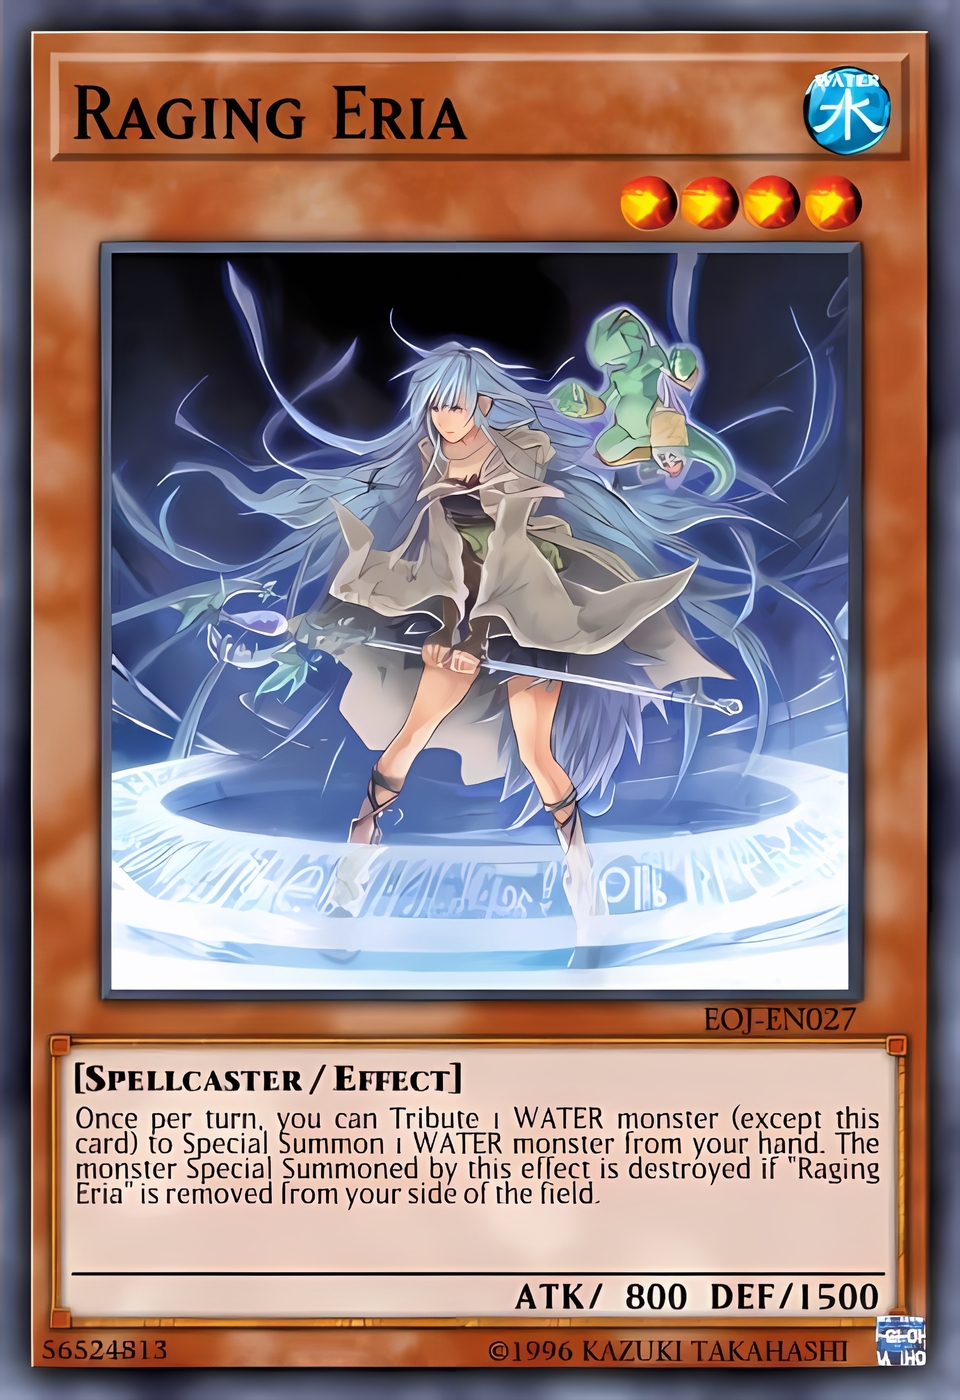 Raging Eria
WATER
水
EOJ-EN027
[Spellcaster / Effect]
Once per turn, you can Tribute 1 WATER monster (except this
card) to Special Summon 1 WATER monster from your hand. The
monster Special Summoned by this effect is destroyed if "Raging
Eria" is removed from your side of the field.
ATK/ 800 DEF/1500
56524813
©1996 KAZUKI TAKAHASHI